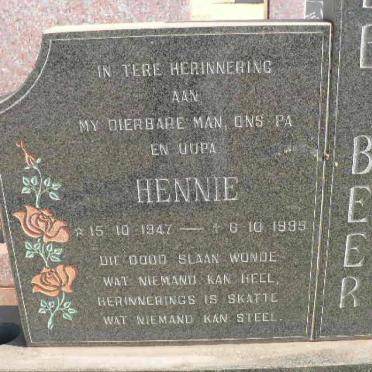 IN TERE HERINNERING
AAN
MY DIERBARE MAN, ONS PA
EN OUPA
HENNIE
☆ 15. 10. 1947 — † 6. 10. 1995
DIE DOOD SLAAN WONDE
WAT NIEMAND KAN HEEL,
HERINNERINGS IS SKATTE
WAT NIEMAND KAN STEEL.
BEER